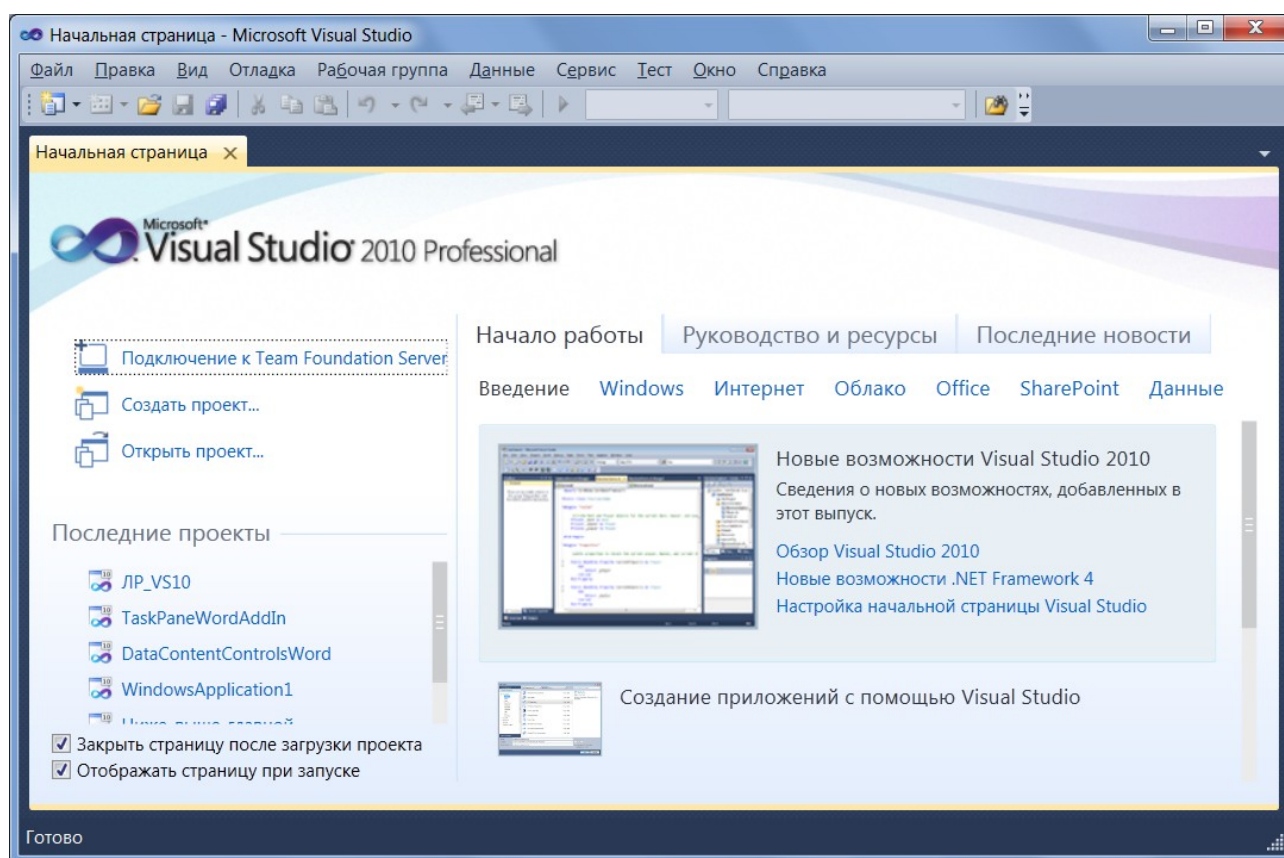 Начальная страница - Microsoft Visual Studio
Файл Правка Вид Отладка Рабочая группа Данные Сервис Тест Окно Справка
Начальная страница
Microsoft
Visual Studio 2010 Professional
Подключение к Team Foundation Server
Создать проект...
Открыть проект...
Последние проекты
ЛР_VS10
TaskPaneWordAddIn
DataContentControlsWord
WindowsApplication1
Закрыть страницу после загрузки проекта
Отображать страницу при запуске
Начало работы Руководство и ресурсы Последние новости
Введение Windows Интернет Облако Office SharePoint Данные
Новые возможности Visual Studio 2010
Сведения о новых возможностях, добавленных в
этот выпуск.
Обзор Visual Studio 2010
Новые возможности .NET Framework 4
Настройка начальной страницы Visual Studio
Создание приложений с помощью Visual Studio
Готово